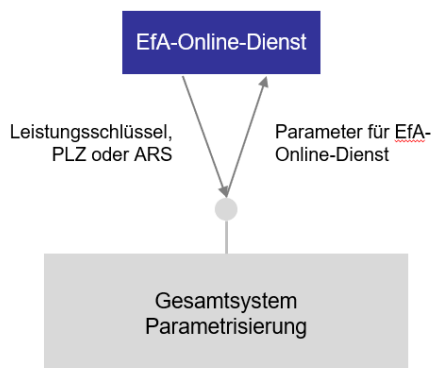 EfA-Online-Dienst
Leistungsschlüssel,
PLZ oder ARS
Parameter für EfA-
Online-Dienst
Gesamtsystem
Parametrisierung